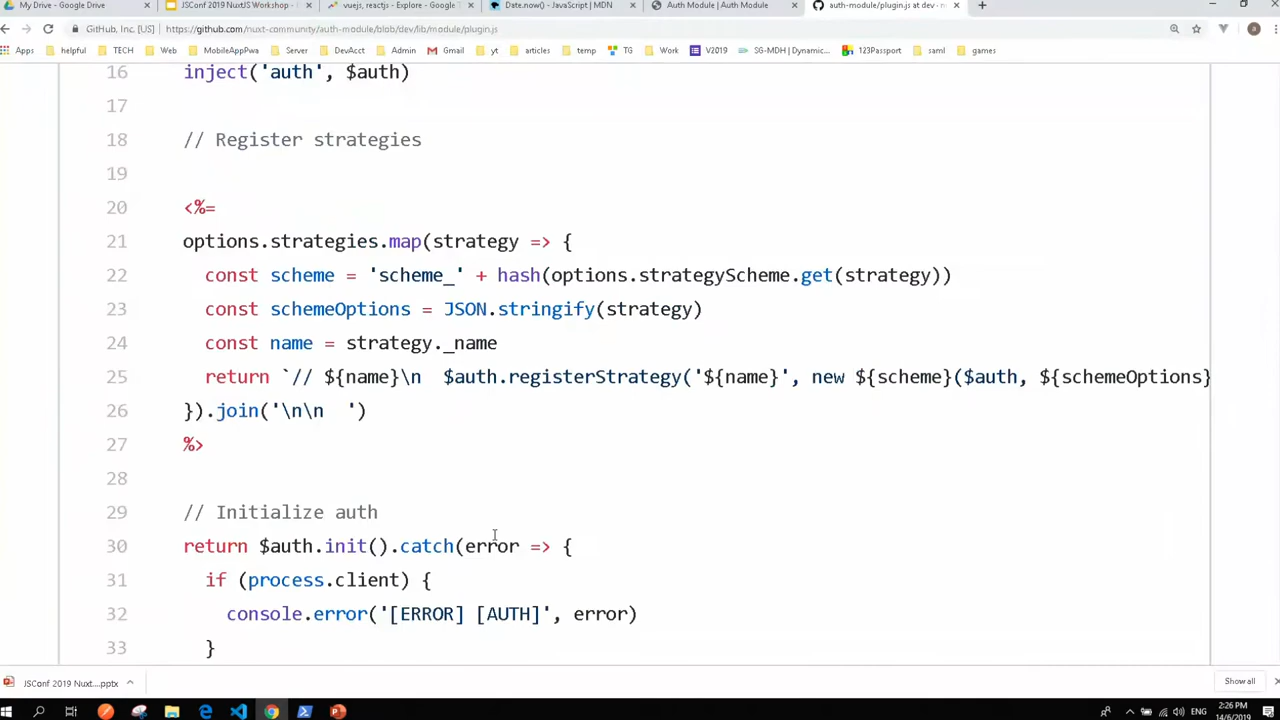 My Drive - Google Drive
JSConf 2019 NuxtJS Workshop -
vuejs, reactjs - Explore - Google T
Date.now() - JavaScript | MDN
Auth Module | Auth Module
auth-module/plugin.js at dev · n
GitHub, Inc. [US] | https://github.com/nuxt-community/auth-module/blob/dev/lib/module/plugin.js
Apps helpful TECH Web MobileAppPwa Server DevAcct Admin Gmail yt articles temp TG Work V2019 SG-MDH | Dynamic... 123Passport saml games
16 inject('auth', $auth)
17
18 // Register strategies
19
20 <%=
21 options.strategies.map(strategy => {
22 const scheme = 'scheme_' + hash(options.strategyScheme.get(strategy))
23 const schemeOptions = JSON.stringify(strategy)
24 const name = strategy._name
25 return `// ${name}\n  $auth.registerStrategy('${name}', new ${scheme}($auth, ${schemeOptions}
26 }).join('\n\n  ')
27 %>
28
29 // Initialize auth
30 return $auth.init().catch(error => {
31 if (process.client) {
32 console.error('[ERROR] [AUTH]', error)
33 }
JSConf 2019 Nuxt....pptx
Show all
ENG
2:26 PM
14/6/2019